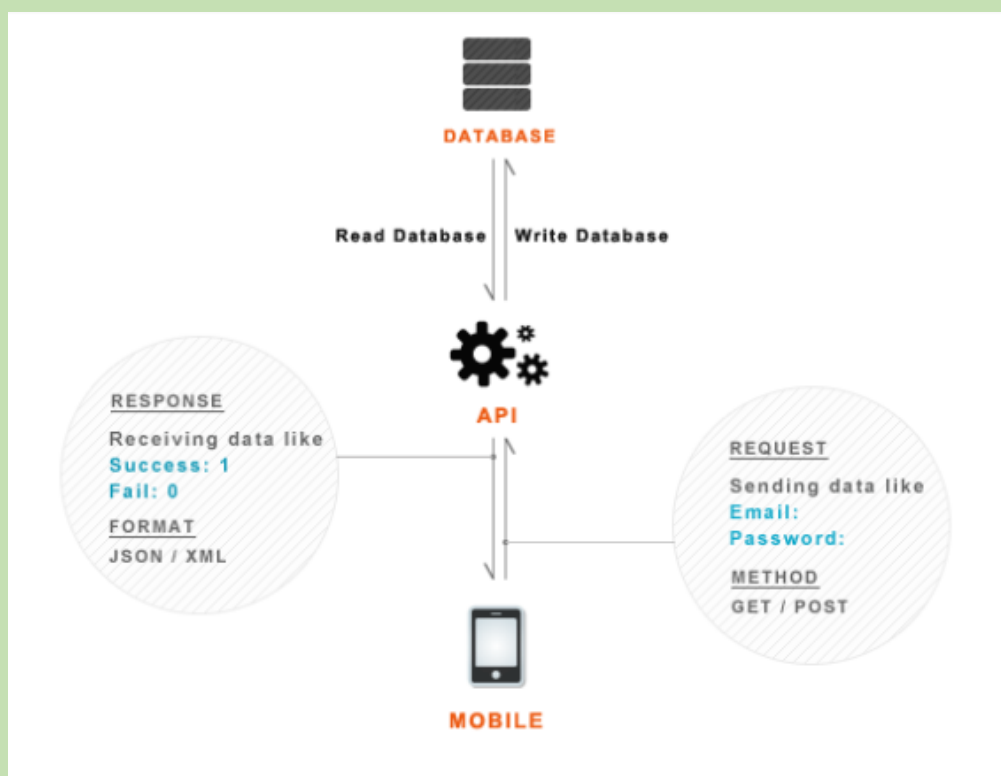 DATABASE
Read Database
Write Database
API
RESPONSE
Receiving data like
Success: 1
Fail: 0
FORMAT
JSON / XML
REQUEST
Sending data like
Email:
Password:
METHOD
GET / POST
MOBILE